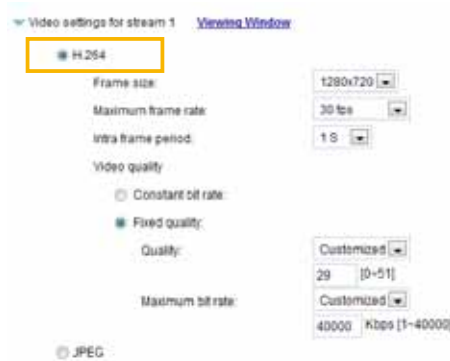 Video settings for stream 1 Viewing Window
H.264
Frame size: 1280x720
Maximum frame rate: 30 fps
Intra frame period: 1 S
Video quality
Constant bit rate:
Fixed quality:
Quality: Customized
29 [0~51]
Maximum bit rate: Customized
40000 Kbps [1~40000]
JPEG